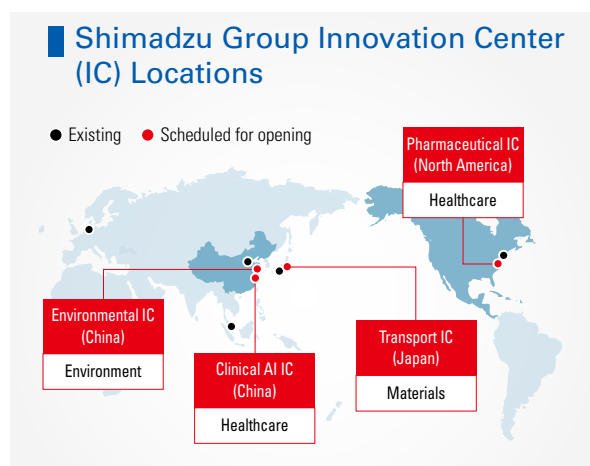 Shimadzu Group Innovation Center
(IC) Locations
Existing
Scheduled for opening
Pharmaceutical IC
(North America)
Healthcare
Environmental IC
(China)
Environment
Clinical AI IC
(China)
Healthcare
Transport IC
(Japan)
Materials